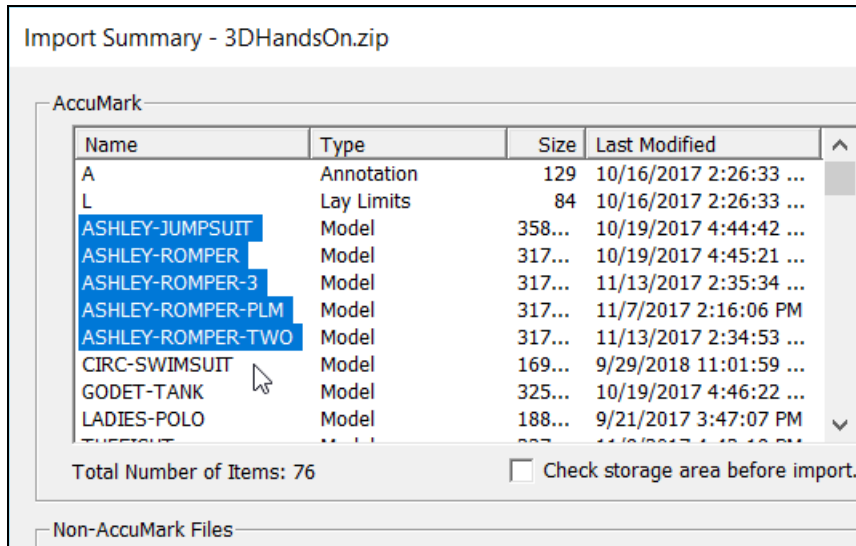 Import Summary - 3DHandsOn.zip
AccuMark
Name Type Size Last Modified
A Annotation 129 10/16/2017 2:26:33 ...
L Lay Limits 84 10/16/2017 2:26:33 ...
ASHLEY-JUMPSUIT Model 358... 10/19/2017 4:44:42 ...
ASHLEY-ROMPER Model 317... 10/19/2017 4:45:21 ...
ASHLEY-ROMPER-3 Model 317... 11/13/2017 2:35:34 ...
ASHLEY-ROMPER-PLM Model 317... 11/7/2017 2:16:06 PM
ASHLEY-ROMPER-TWO Model 317... 11/13/2017 2:34:53 ...
CIRC-SWIMSUIT Model 169... 9/29/2018 11:01:59 ...
GODET-TANK Model 325... 10/19/2017 4:46:22 ...
LADIES-POLO Model 188... 9/21/2017 3:47:07 PM
Total Number of Items: 76 Check storage area before import.
Non-AccuMark Files